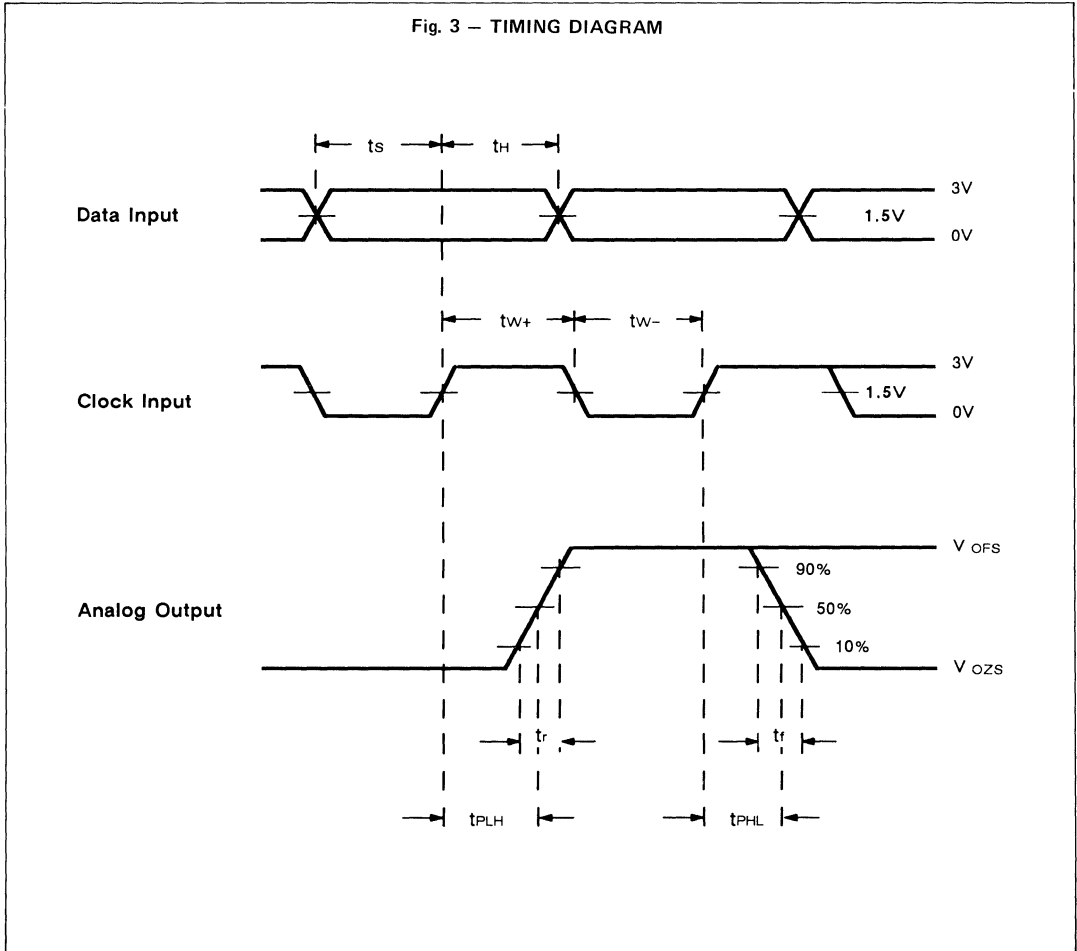 Fig. 3 — TIMING DIAGRAM
tS
tH
Data Input
3V
1.5V
0V
tW+
tW−
Clock Input
3V
1.5V
0V
Analog Output
V OFS
90%
50%
10%
V OZS
tr
tf
tPLH
tPHL